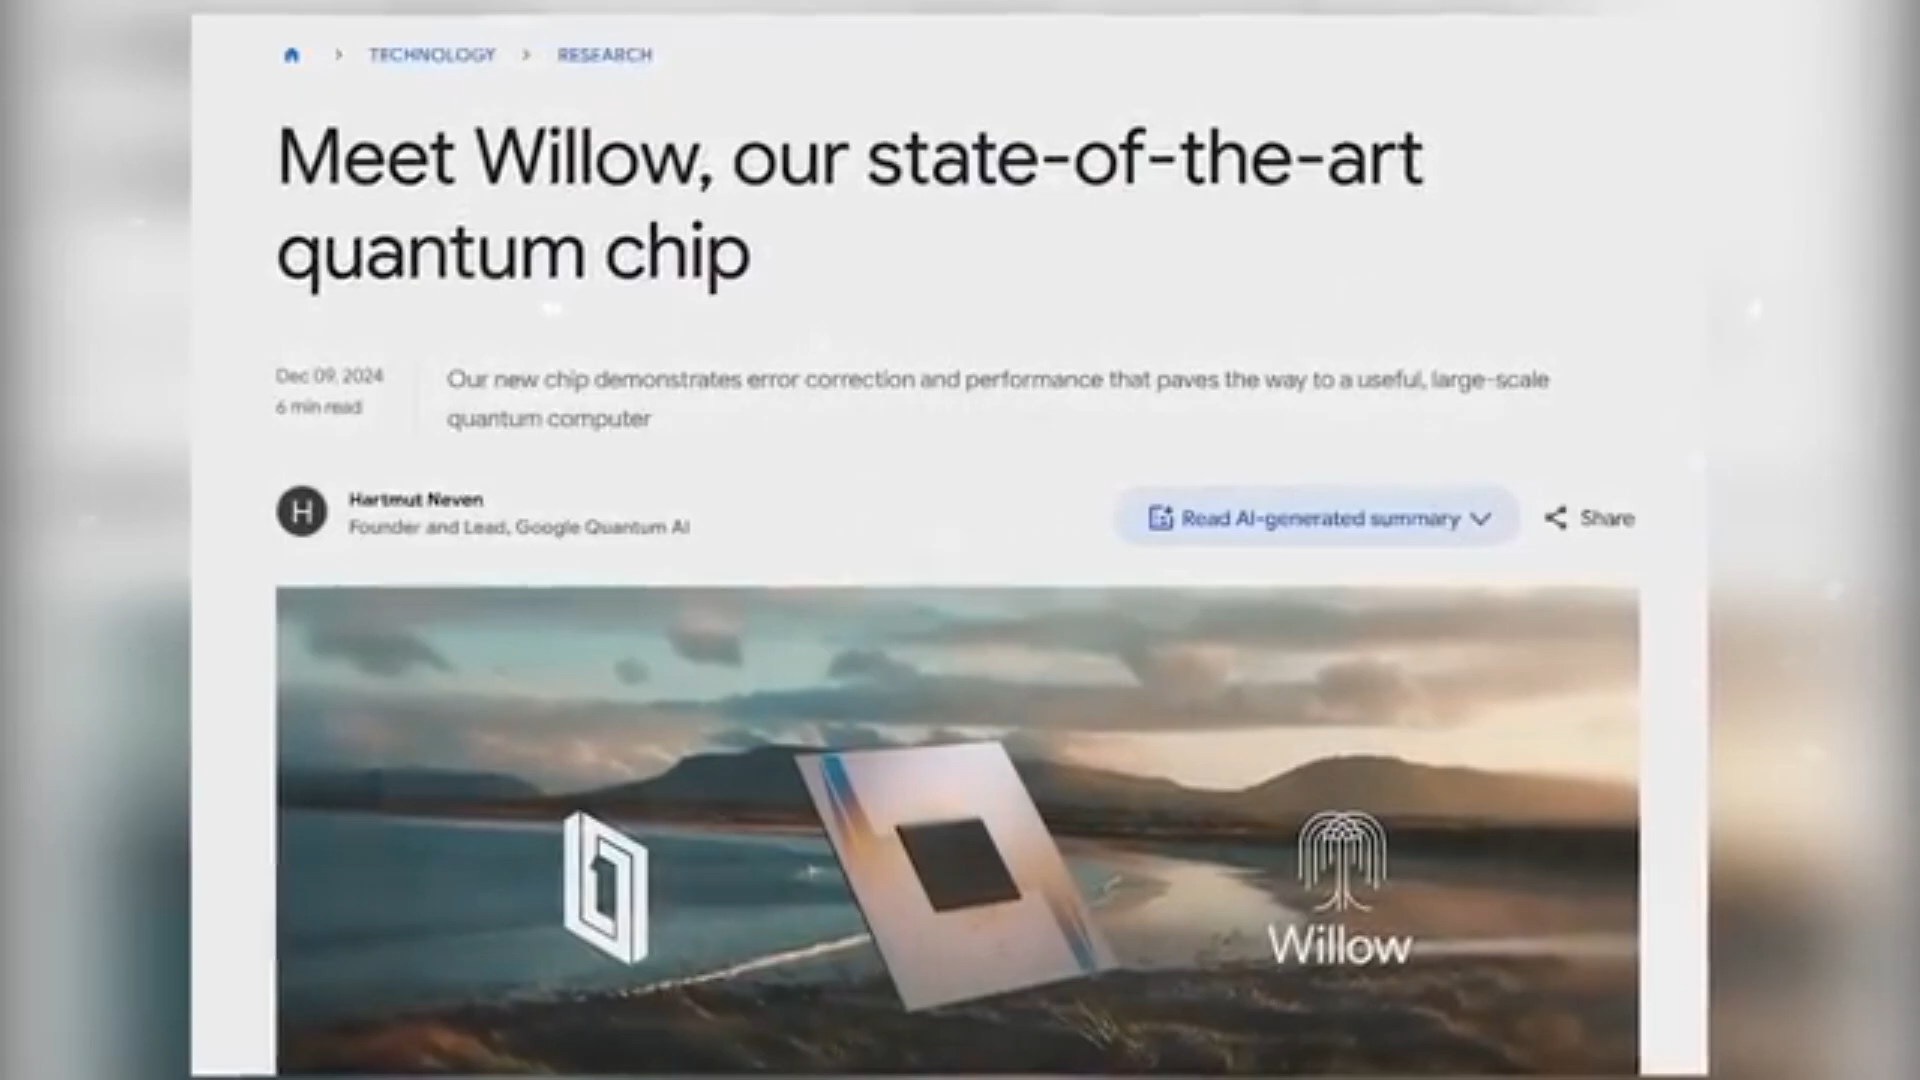 TECHNOLOGY > RESEARCH
Meet Willow, our state-of-the-art
quantum chip
Dec 09, 2024
6 min read
Our new chip demonstrates error correction and performance that paves the way to a useful, large-scale
quantum computer
H
Hartmut Neven
Founder and Lead, Google Quantum AI
Read AI-generated summary
Share
Willow